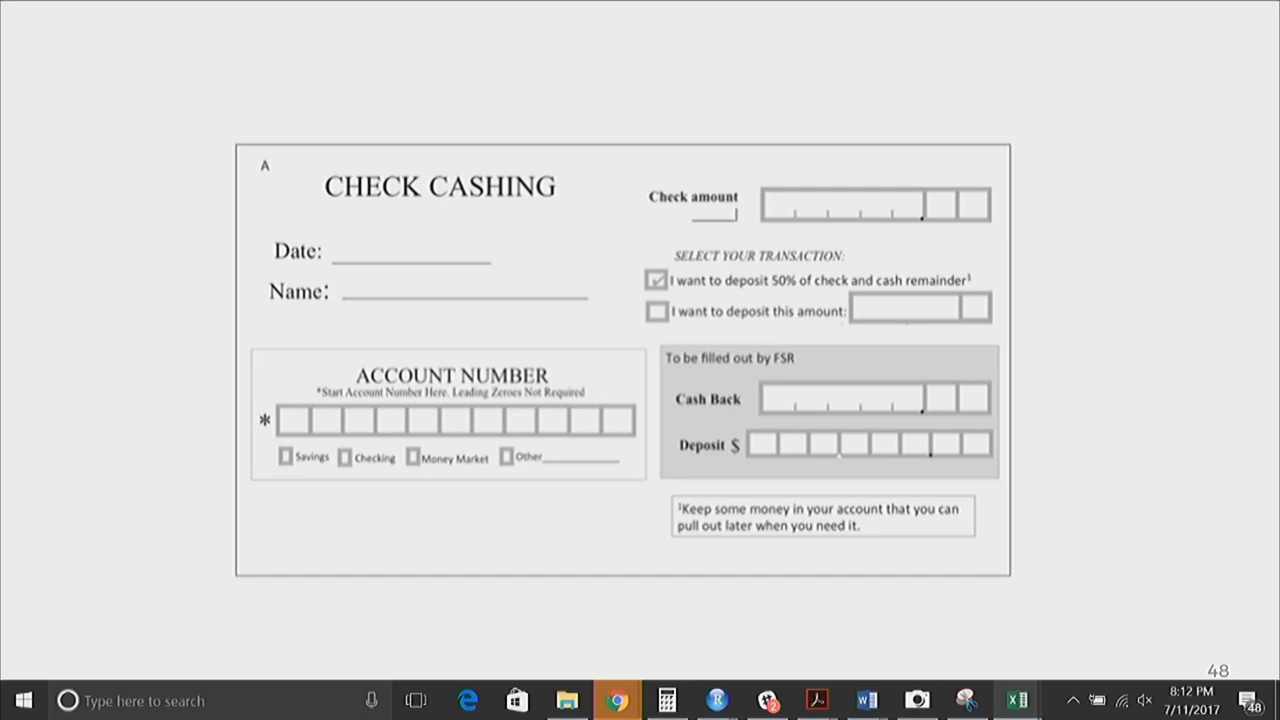 A
CHECK CASHING
Check amount
Date:
Name:
SELECT YOUR TRANSACTION:
I want to deposit 50% of check and cash remainder¹
I want to deposit this amount:
ACCOUNT NUMBER
*Start Account Number Here. Leading Zeroes Not Required
*
Savings Checking Money Market Other
To be filled out by FSR
Cash Back
Deposit $
¹Keep some money in your account that you can
pull out later when you need it.
48
Type here to search
8:12 PM
7/11/2017
2
48